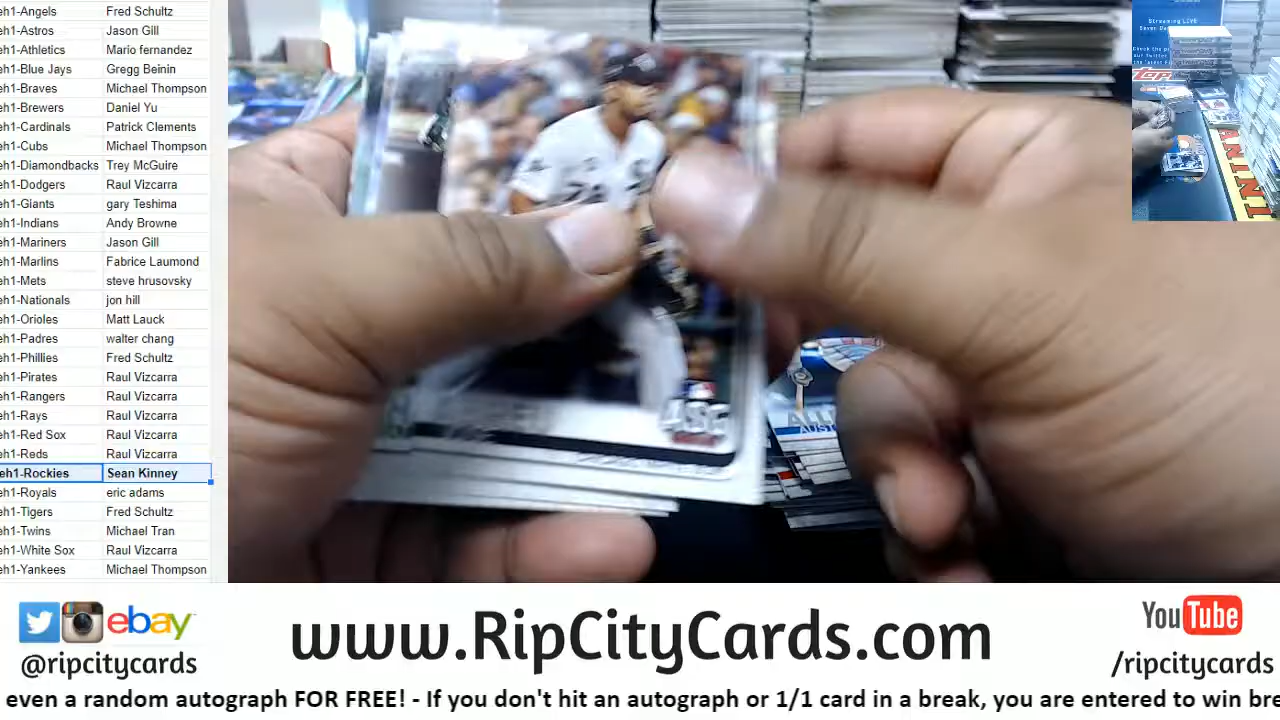 eh1-Angels Fred Schultz
eh1-Astros Jason Gill
eh1-Athletics Mario fernandez
eh1-Blue Jays Gregg Beinin
eh1-Braves Michael Thompson
eh1-Brewers Daniel Yu
eh1-Cardinals Patrick Clements
eh1-Cubs Michael Thompson
eh1-Diamondbacks Trey McGuire
eh1-Dodgers Raul Vizcarra
eh1-Giants gary Teshima
eh1-Indians Andy Browne
eh1-Mariners Jason Gill
eh1-Marlins Fabrice Laumond
eh1-Mets steve hrusovsky
eh1-Nationals jon hill
eh1-Orioles Matt Lauck
eh1-Padres walter chang
eh1-Phillies Fred Schultz
eh1-Pirates Raul Vizcarra
eh1-Rangers Raul Vizcarra
eh1-Rays Raul Vizcarra
eh1-Red Sox Raul Vizcarra
eh1-Reds Raul Vizcarra
eh1-Rockies Sean Kinney
eh1-Royals eric adams
eh1-Tigers Fred Schultz
eh1-Twins Michael Tran
eh1-White Sox Raul Vizcarra
eh1-Yankees Michael Thompson
Streaming LIVE
PANINI
ASG
ebay
@ripcitycards
www.RipCityCards.com
YouTube
/ripcitycards
even a random autograph FOR FREE! - If you don't hit an autograph or 1/1 card in a break, you are entered to win bre